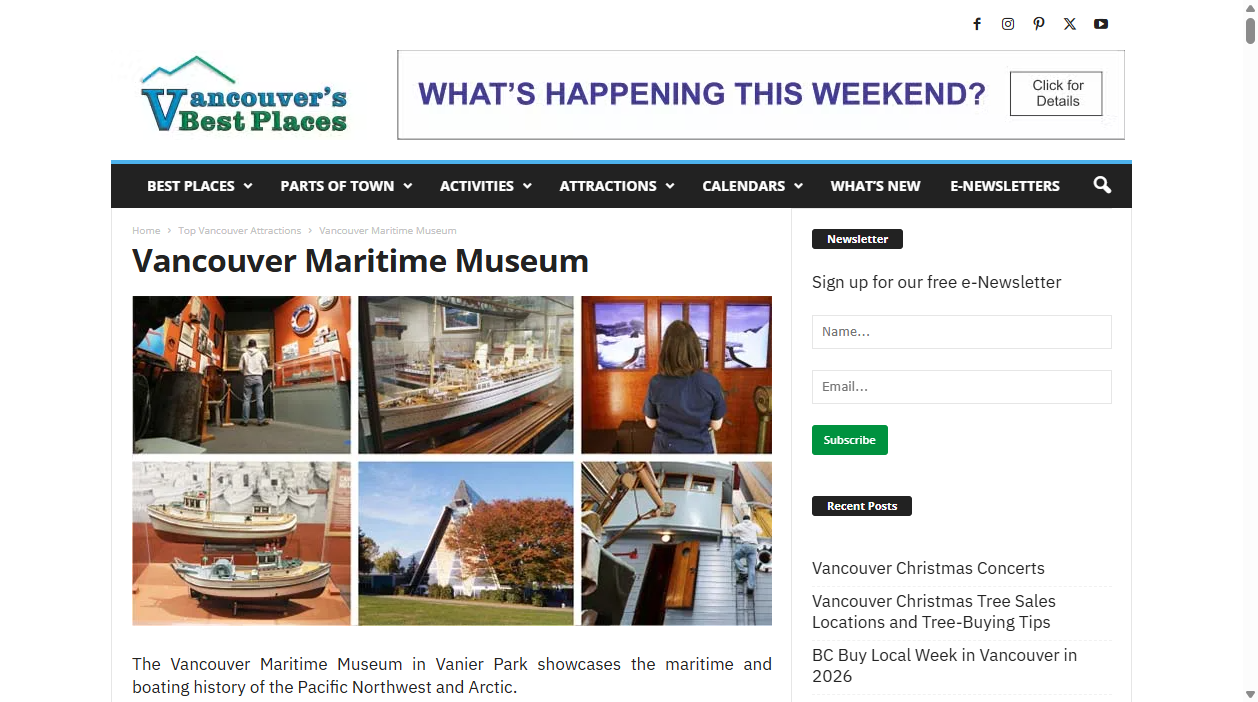 Vancouver's
Best Places
WHAT'S HAPPENING THIS WEEKEND?
Click for
Details
BEST PLACES
PARTS OF TOWN
ACTIVITIES
ATTRACTIONS
CALENDARS
WHAT'S NEW
E-NEWSLETTERS
Home › Top Vancouver Attractions › Vancouver Maritime Museum
Vancouver Maritime Museum
The Vancouver Maritime Museum in Vanier Park showcases the maritime and
boating history of the Pacific Northwest and Arctic.
Newsletter
Sign up for our free e-Newsletter
Name...
Email...
Subscribe
Recent Posts
Vancouver Christmas Concerts
Vancouver Christmas Tree Sales
Locations and Tree-Buying Tips
BC Buy Local Week in Vancouver in
2026